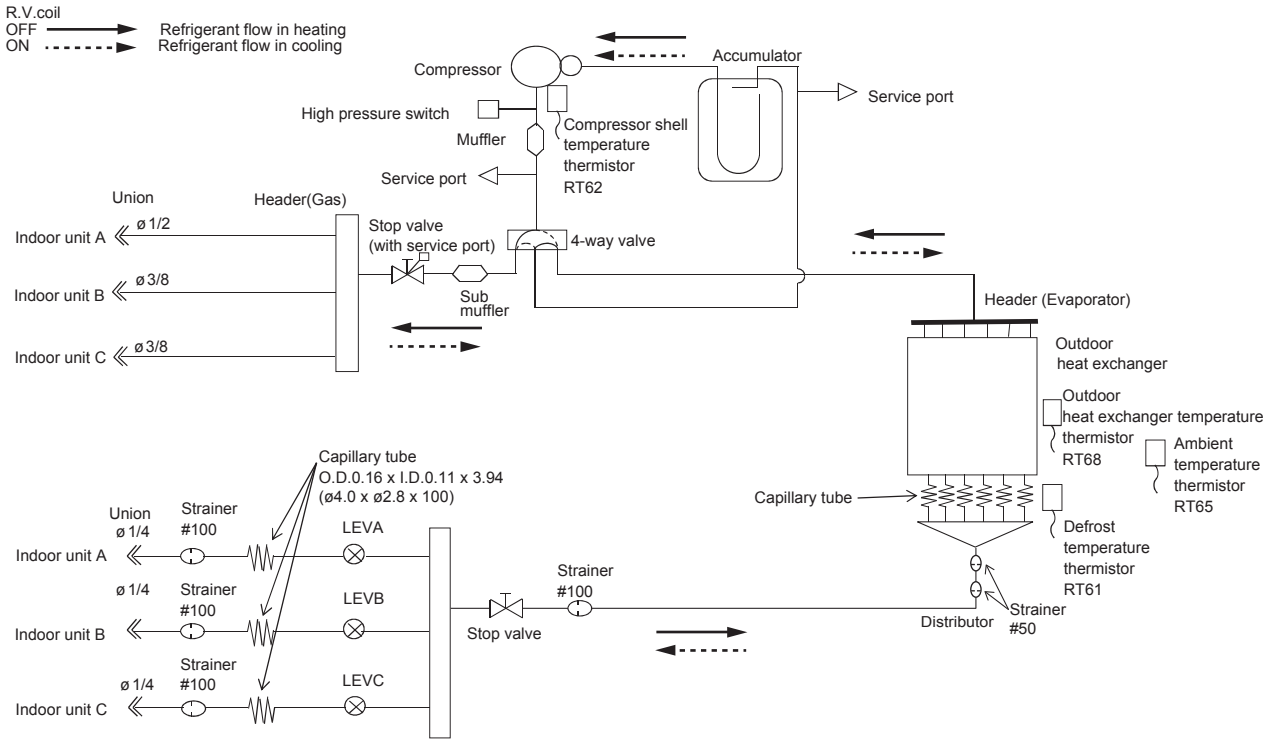 R.V.coil
OFF Refrigerant flow in heating
ON Refrigerant flow in cooling
Compressor
Accumulator
Service port
High pressure switch
Compressor shell
temperature
thermistor
RT62
Muffler
Service port
Union
Header(Gas)
Stop valve
(with service port)
4-way valve
Indoor unit A
ø 1/2
Indoor unit B
ø 3/8
Indoor unit C
ø 3/8
Sub
muffler
Header (Evaporator)
Outdoor
heat exchanger
Outdoor
heat exchanger temperature
thermistor
RT68
Ambient
temperature
thermistor
RT65
Capillary tube
Defrost
temperature
thermistor
RT61
Capillary tube
O.D.0.16 x I.D.0.11 x 3.94
(ø4.0 x ø2.8 x 100)
Union
ø 1/4
Strainer
#100
LEVA
Indoor unit A
ø 1/4
Strainer
#100
LEVB
Indoor unit B
ø 1/4
Strainer
#100
LEVC
Indoor unit C
Stop valve
Strainer
#100
Distributor
Strainer
#50